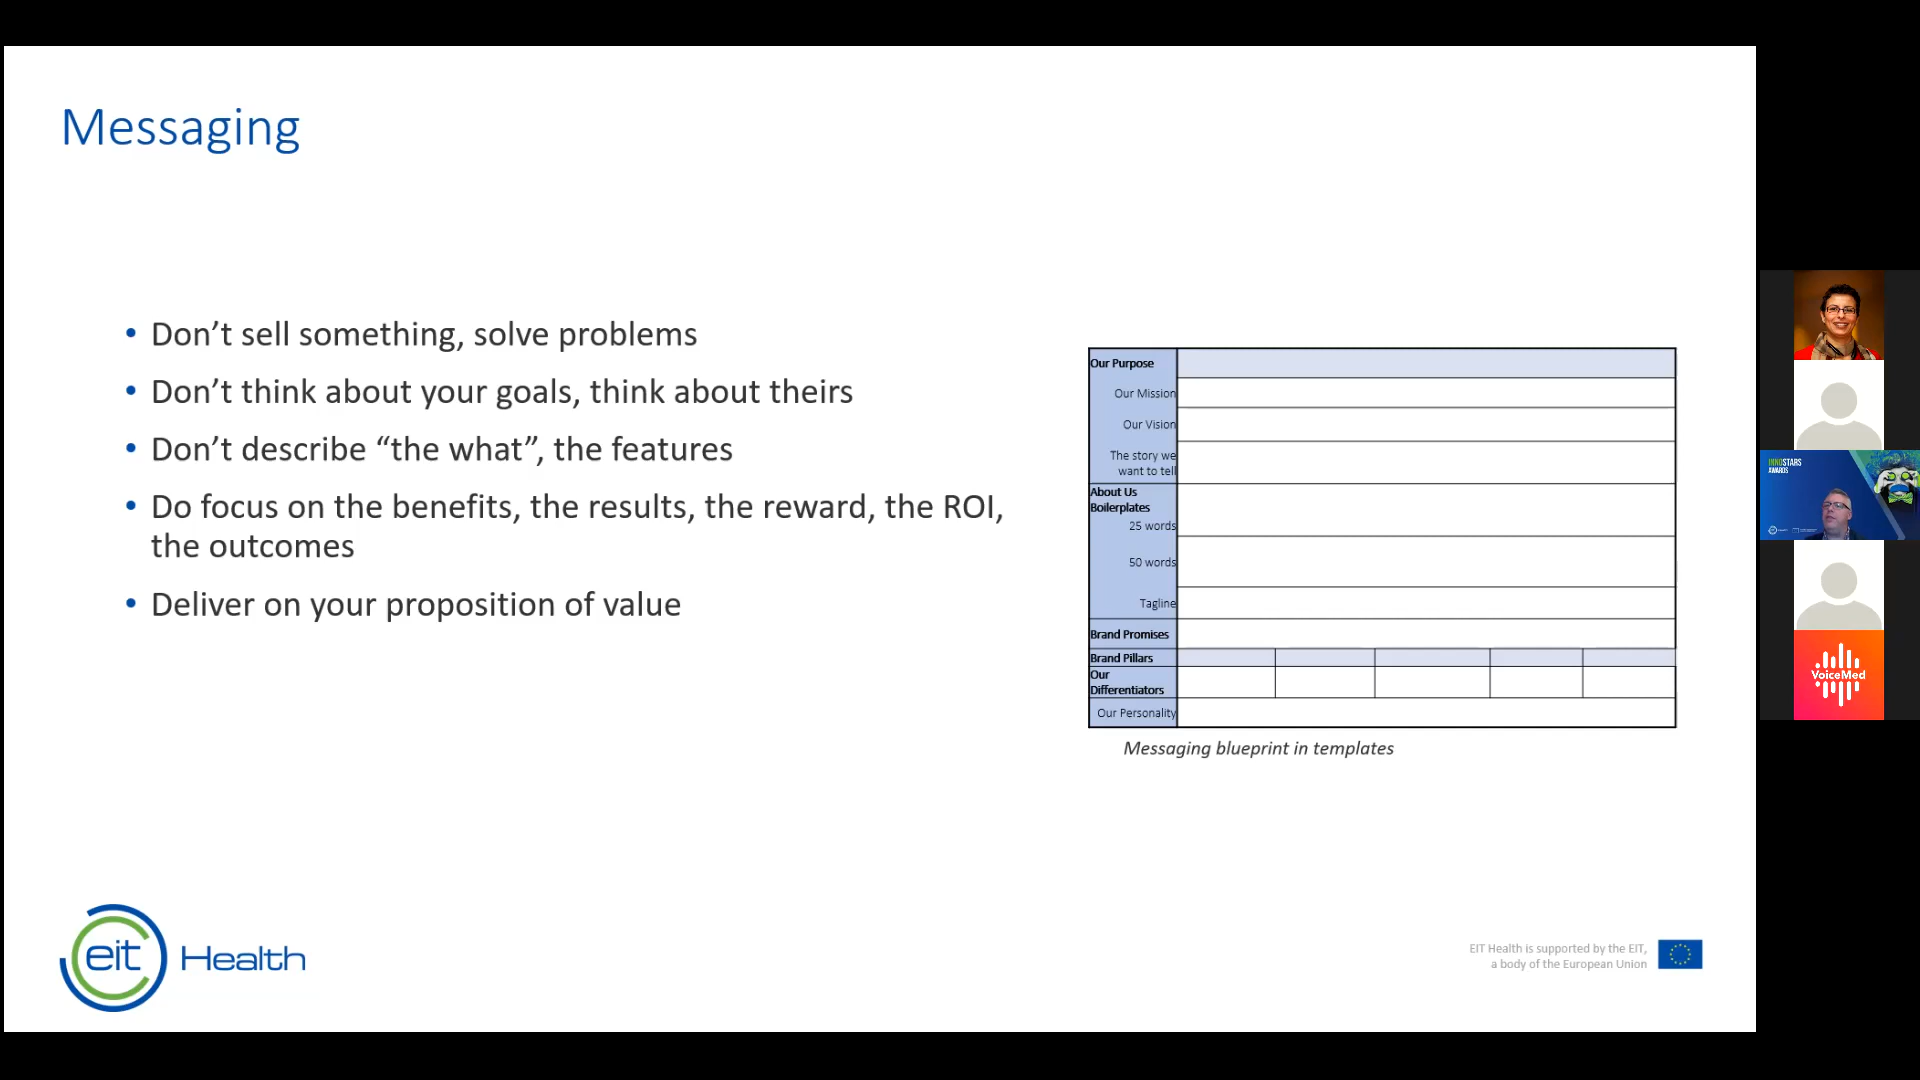 Messaging
• Don’t sell something, solve problems
• Don’t think about your goals, think about theirs
• Don’t describe “the what”, the features
• Do focus on the benefits, the results, the reward, the ROI,
the outcomes
• Deliver on your proposition of value
Our Purpose
Our Mission
Our Vision
The story we
want to tell
About Us
Boilerplates
25 words
50 words
Tagline
Brand Promises
Brand Pillars
Our
Differentiators
Our Personality
Messaging blueprint in templates
eit Health
EIT Health is supported by the EIT,
a body of the European Union
INNOSTARS
AWARDS
VoiceMed